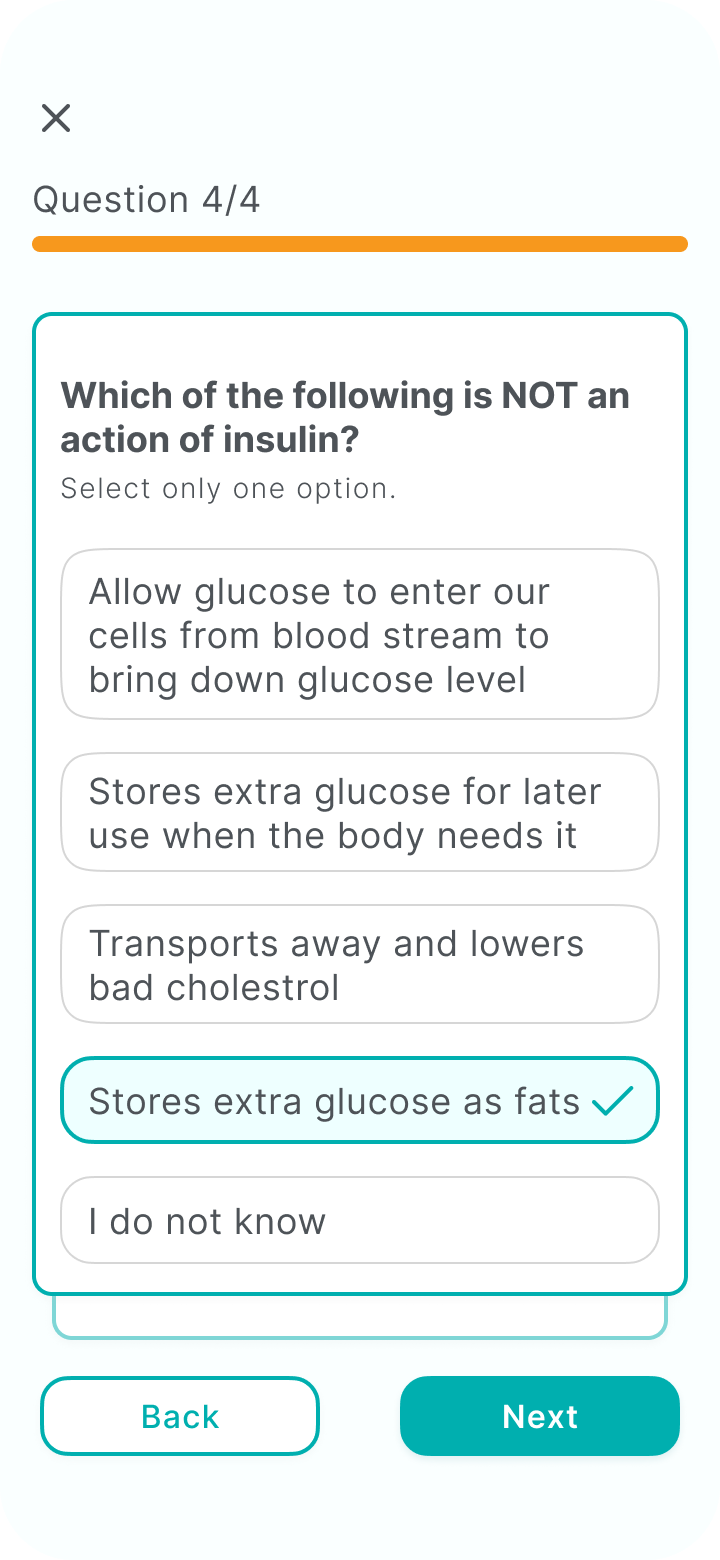 Question 4/4
Which of the following is NOT an
action of insulin?
Select only one option.
Allow glucose to enter our
cells from blood stream to
bring down glucose level
Stores extra glucose for later
use when the body needs it
Transports away and lowers
bad cholestrol
Stores extra glucose as fats
I do not know
Back
Next